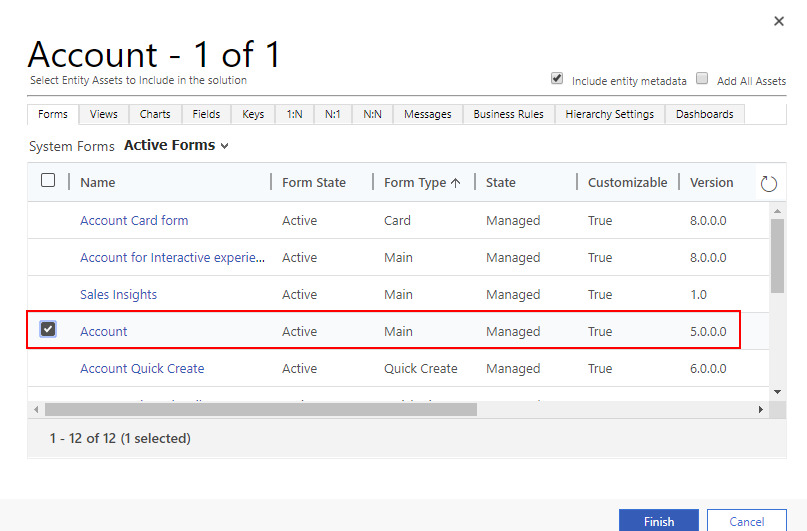 Account - 1 of 1
Select Entity Assets to Include in the solution
Include entity metadata Add All Assets
Forms Views Charts Fields Keys 1:N N:1 N:N Messages Business Rules Hierarchy Settings Dashboards
System Forms Active Forms
Name Form State Form Type ↑ State Customizable Version
Account Card form Active Card Managed True 8.0.0.0
Account for Interactive experie... Active Main Managed True 8.0.0.0
Sales Insights Active Main Managed True 1.0
Account Active Main Managed True 5.0.0.0
Account Quick Create Active Quick Create Managed True 6.0.0.0
1 - 12 of 12 (1 selected)
Finish Cancel